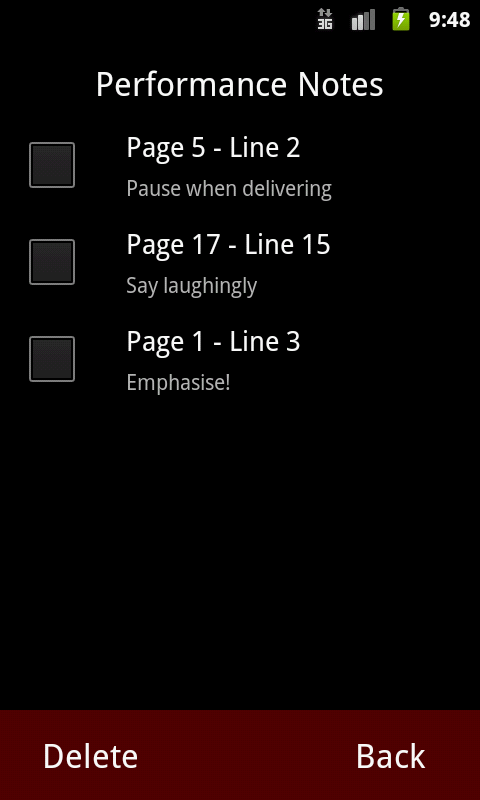 3G 9:48
Performance Notes
Page 5 - Line 2
Pause when delivering
Page 17 - Line 15
Say laughingly
Page 1 - Line 3
Emphasise!
Delete Back